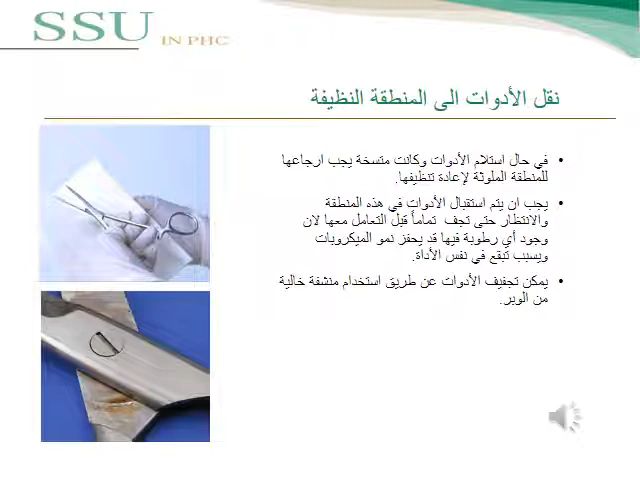 SSU IN PHC
نقل الأدوات الى المنطقة النظيفة
• في حال استلام الأدوات وكانت متسخة يجب ارجاعها
للمنطقة الملوثة لإعادة تنظيفها.
• يجب ان يتم استقبال الأدوات في هذه المنطقة
والانتظار حتى تجف تماماً قبل التعامل معها لان
وجود أي رطوبة فيها قد يحفز نمو الميكروبات
ويسبب تبقع في نفس الأداة.
• يمكن تجفيف الأدوات عن طريق استخدام منشفة خالية
من الوبر.